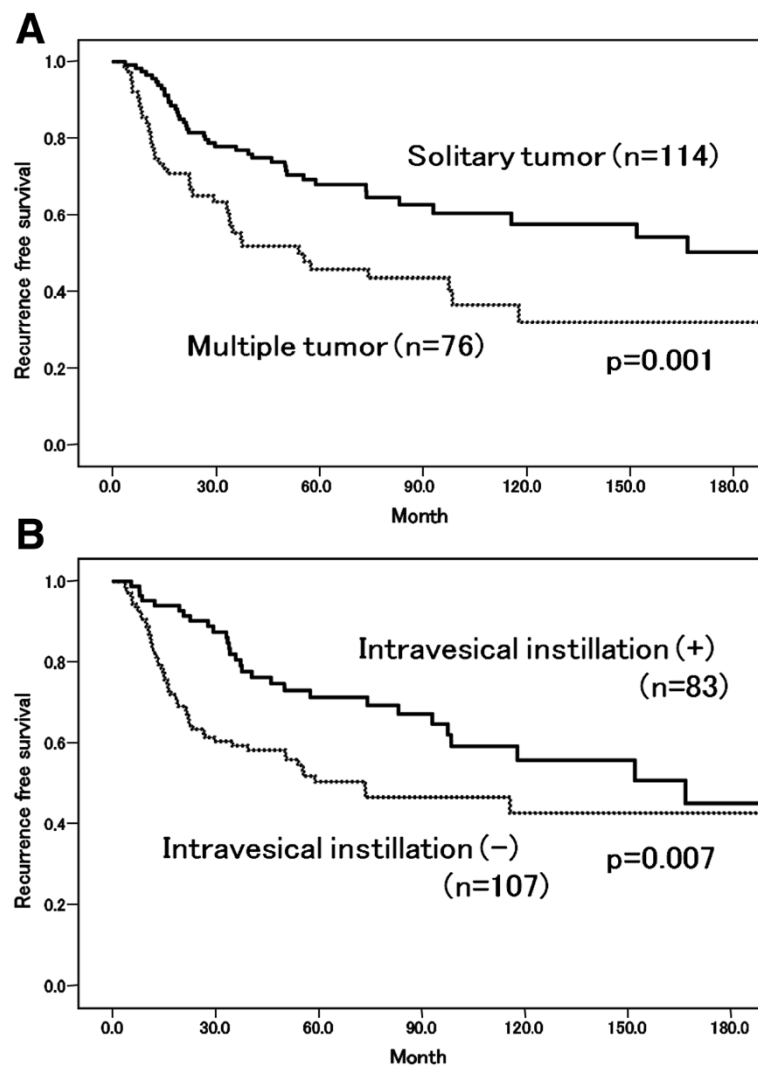 A
1.0
0.8
0.6
0.4
0.2
0.0
Recurrence free survival
Solitary tumor (n=114)
Multiple tumor (n=76)
p=0.001
0.0 30.0 60.0 90.0 120.0 150.0 180.0
Month
B
1.0
0.8
0.6
0.4
0.2
0.0
Recurrence free survival
Intravesical instillation (+)
(n=83)
Intravesical instillation (−)
(n=107)
p=0.007
0.0 30.0 60.0 90.0 120.0 150.0 180.0
Month